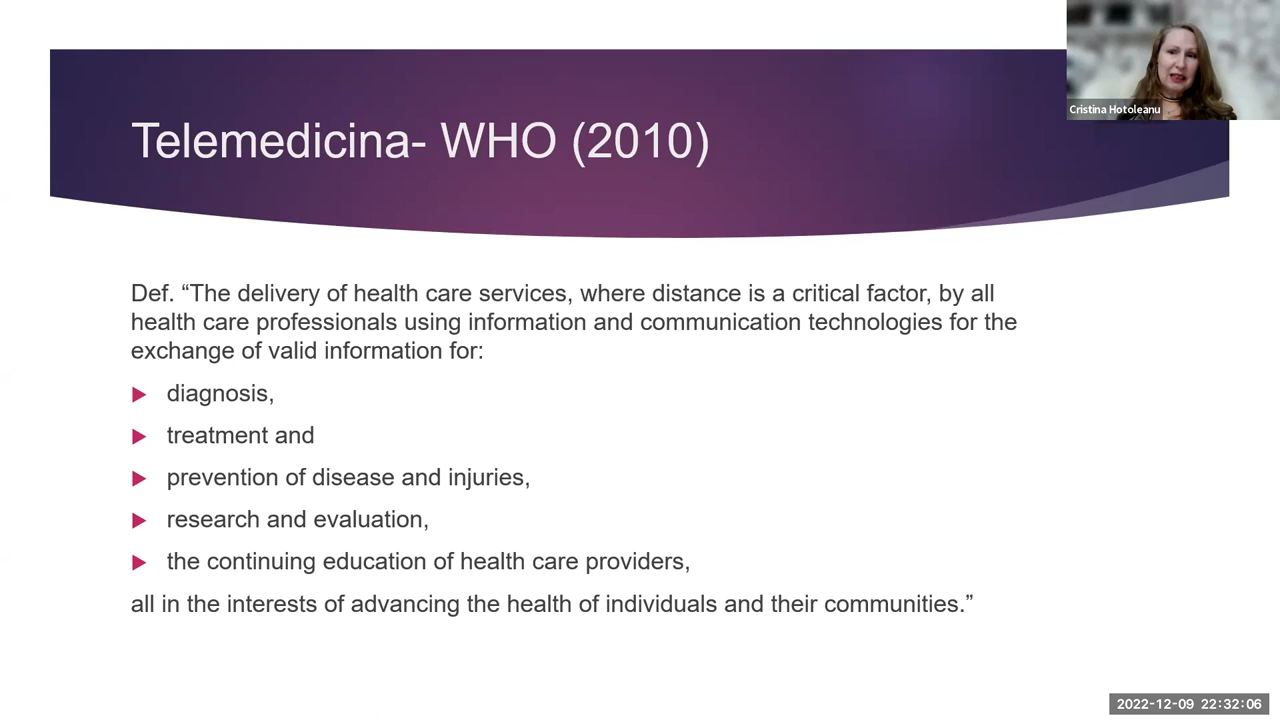 Cristina Hotoleanu
Telemedicina- WHO (2010)
Def. “The delivery of health care services, where distance is a critical factor, by all
health care professionals using information and communication technologies for the
exchange of valid information for:
diagnosis,
treatment and
prevention of disease and injuries,
research and evaluation,
the continuing education of health care providers,
all in the interests of advancing the health of individuals and their communities.”
2022-12-09 22:32:06